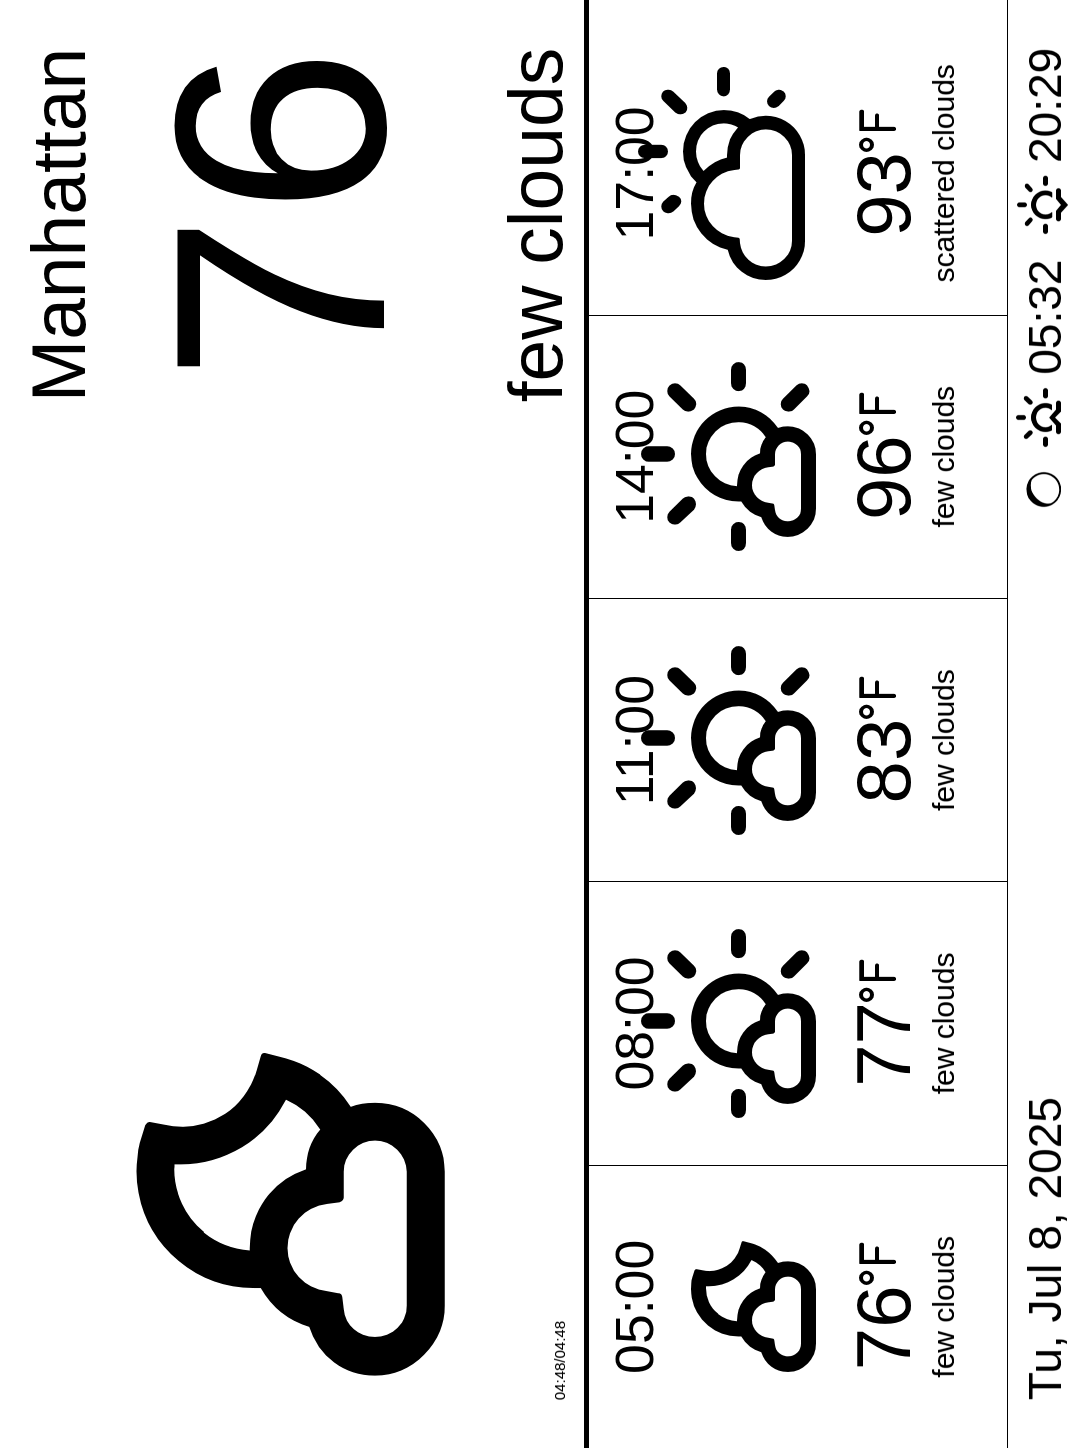 Manhattan
76
few clouds
04:48/04:48
05:00 08:00 11:00 14:00 17:00
76°F 77°F 83°F 96°F 93°F
few clouds few clouds few clouds few clouds scattered clouds
Tu, Jul 8, 2025 05:32 20:29